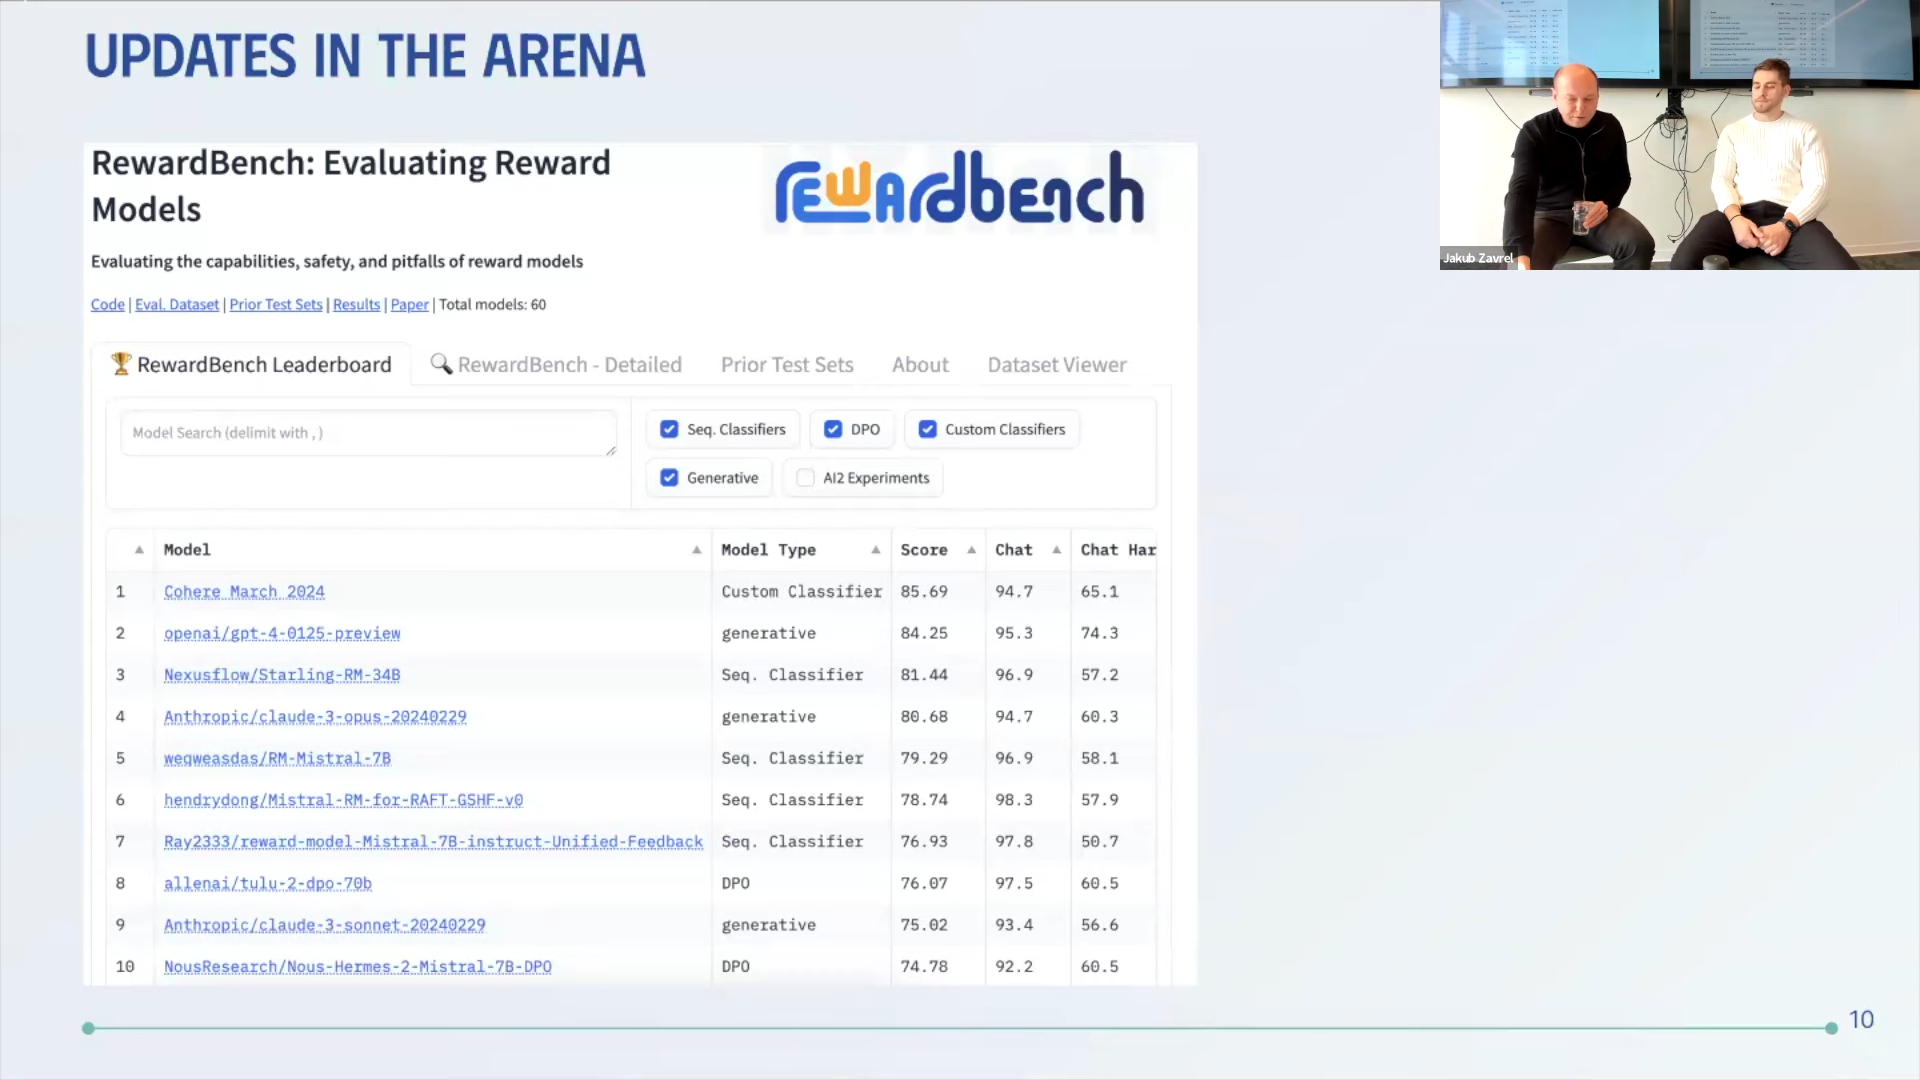 UPDATES IN THE ARENA
RewardBench: Evaluating Reward
Models
rewardbench
Evaluating the capabilities, safety, and pitfalls of reward models
Code | Eval. Dataset | Prior Test Sets | Results | Paper | Total models: 60
🏆 RewardBench Leaderboard
🔍 RewardBench - Detailed
Prior Test Sets
About
Dataset Viewer
Model Search (delimit with , )
Seq. Classifiers
DPO
Custom Classifiers
Generative
AI2 Experiments
Model Model Type Score Chat Chat Har
1 Cohere March 2024 Custom Classifier 85.69 94.7 65.1
2 openai/gpt-4-0125-preview generative 84.25 95.3 74.3
3 Nexusflow/Starling-RM-34B Seq. Classifier 81.44 96.9 57.2
4 Anthropic/claude-3-opus-20240229 generative 80.68 94.7 60.3
5 weqweasdas/RM-Mistral-7B Seq. Classifier 79.29 96.9 58.1
6 hendrydong/Mistral-RM-for-RAFT-GSHF-v0 Seq. Classifier 78.74 98.3 57.9
7 Ray2333/reward-model-Mistral-7B-instruct-Unified-Feedback Seq. Classifier 76.93 97.8 50.7
8 allenai/tulu-2-dpo-70b DPO 76.07 97.5 60.5
9 Anthropic/claude-3-sonnet-20240229 generative 75.02 93.4 56.6
10 NousResearch/Nous-Hermes-2-Mistral-7B-DPO DPO 74.78 92.2 60.5
10
Jakub Zavrel